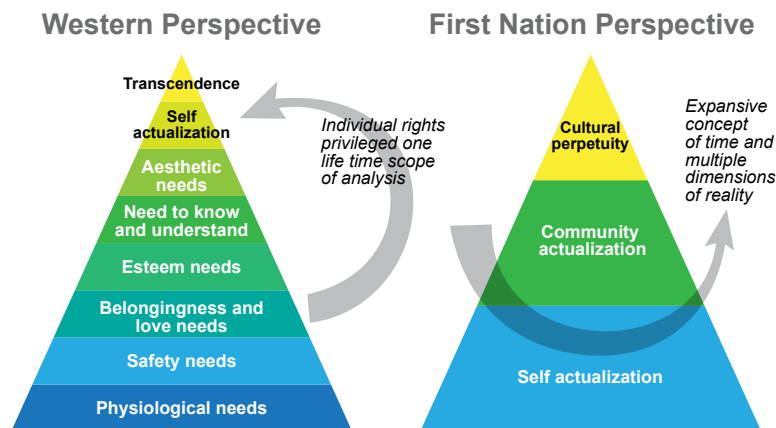 Western Perspective
Transcendence
Self
actualization
Aesthetic
needs
Need to know
and understand
Esteem needs
Belongingness and
love needs
Safety needs
Physiological needs
Individual rights
privileged one
life time scope
of analysis
First Nation Perspective
Cultural
perpetuity
Community
actualization
Self actualization
Expansive
concept
of time and
multiple
dimensions
of reality